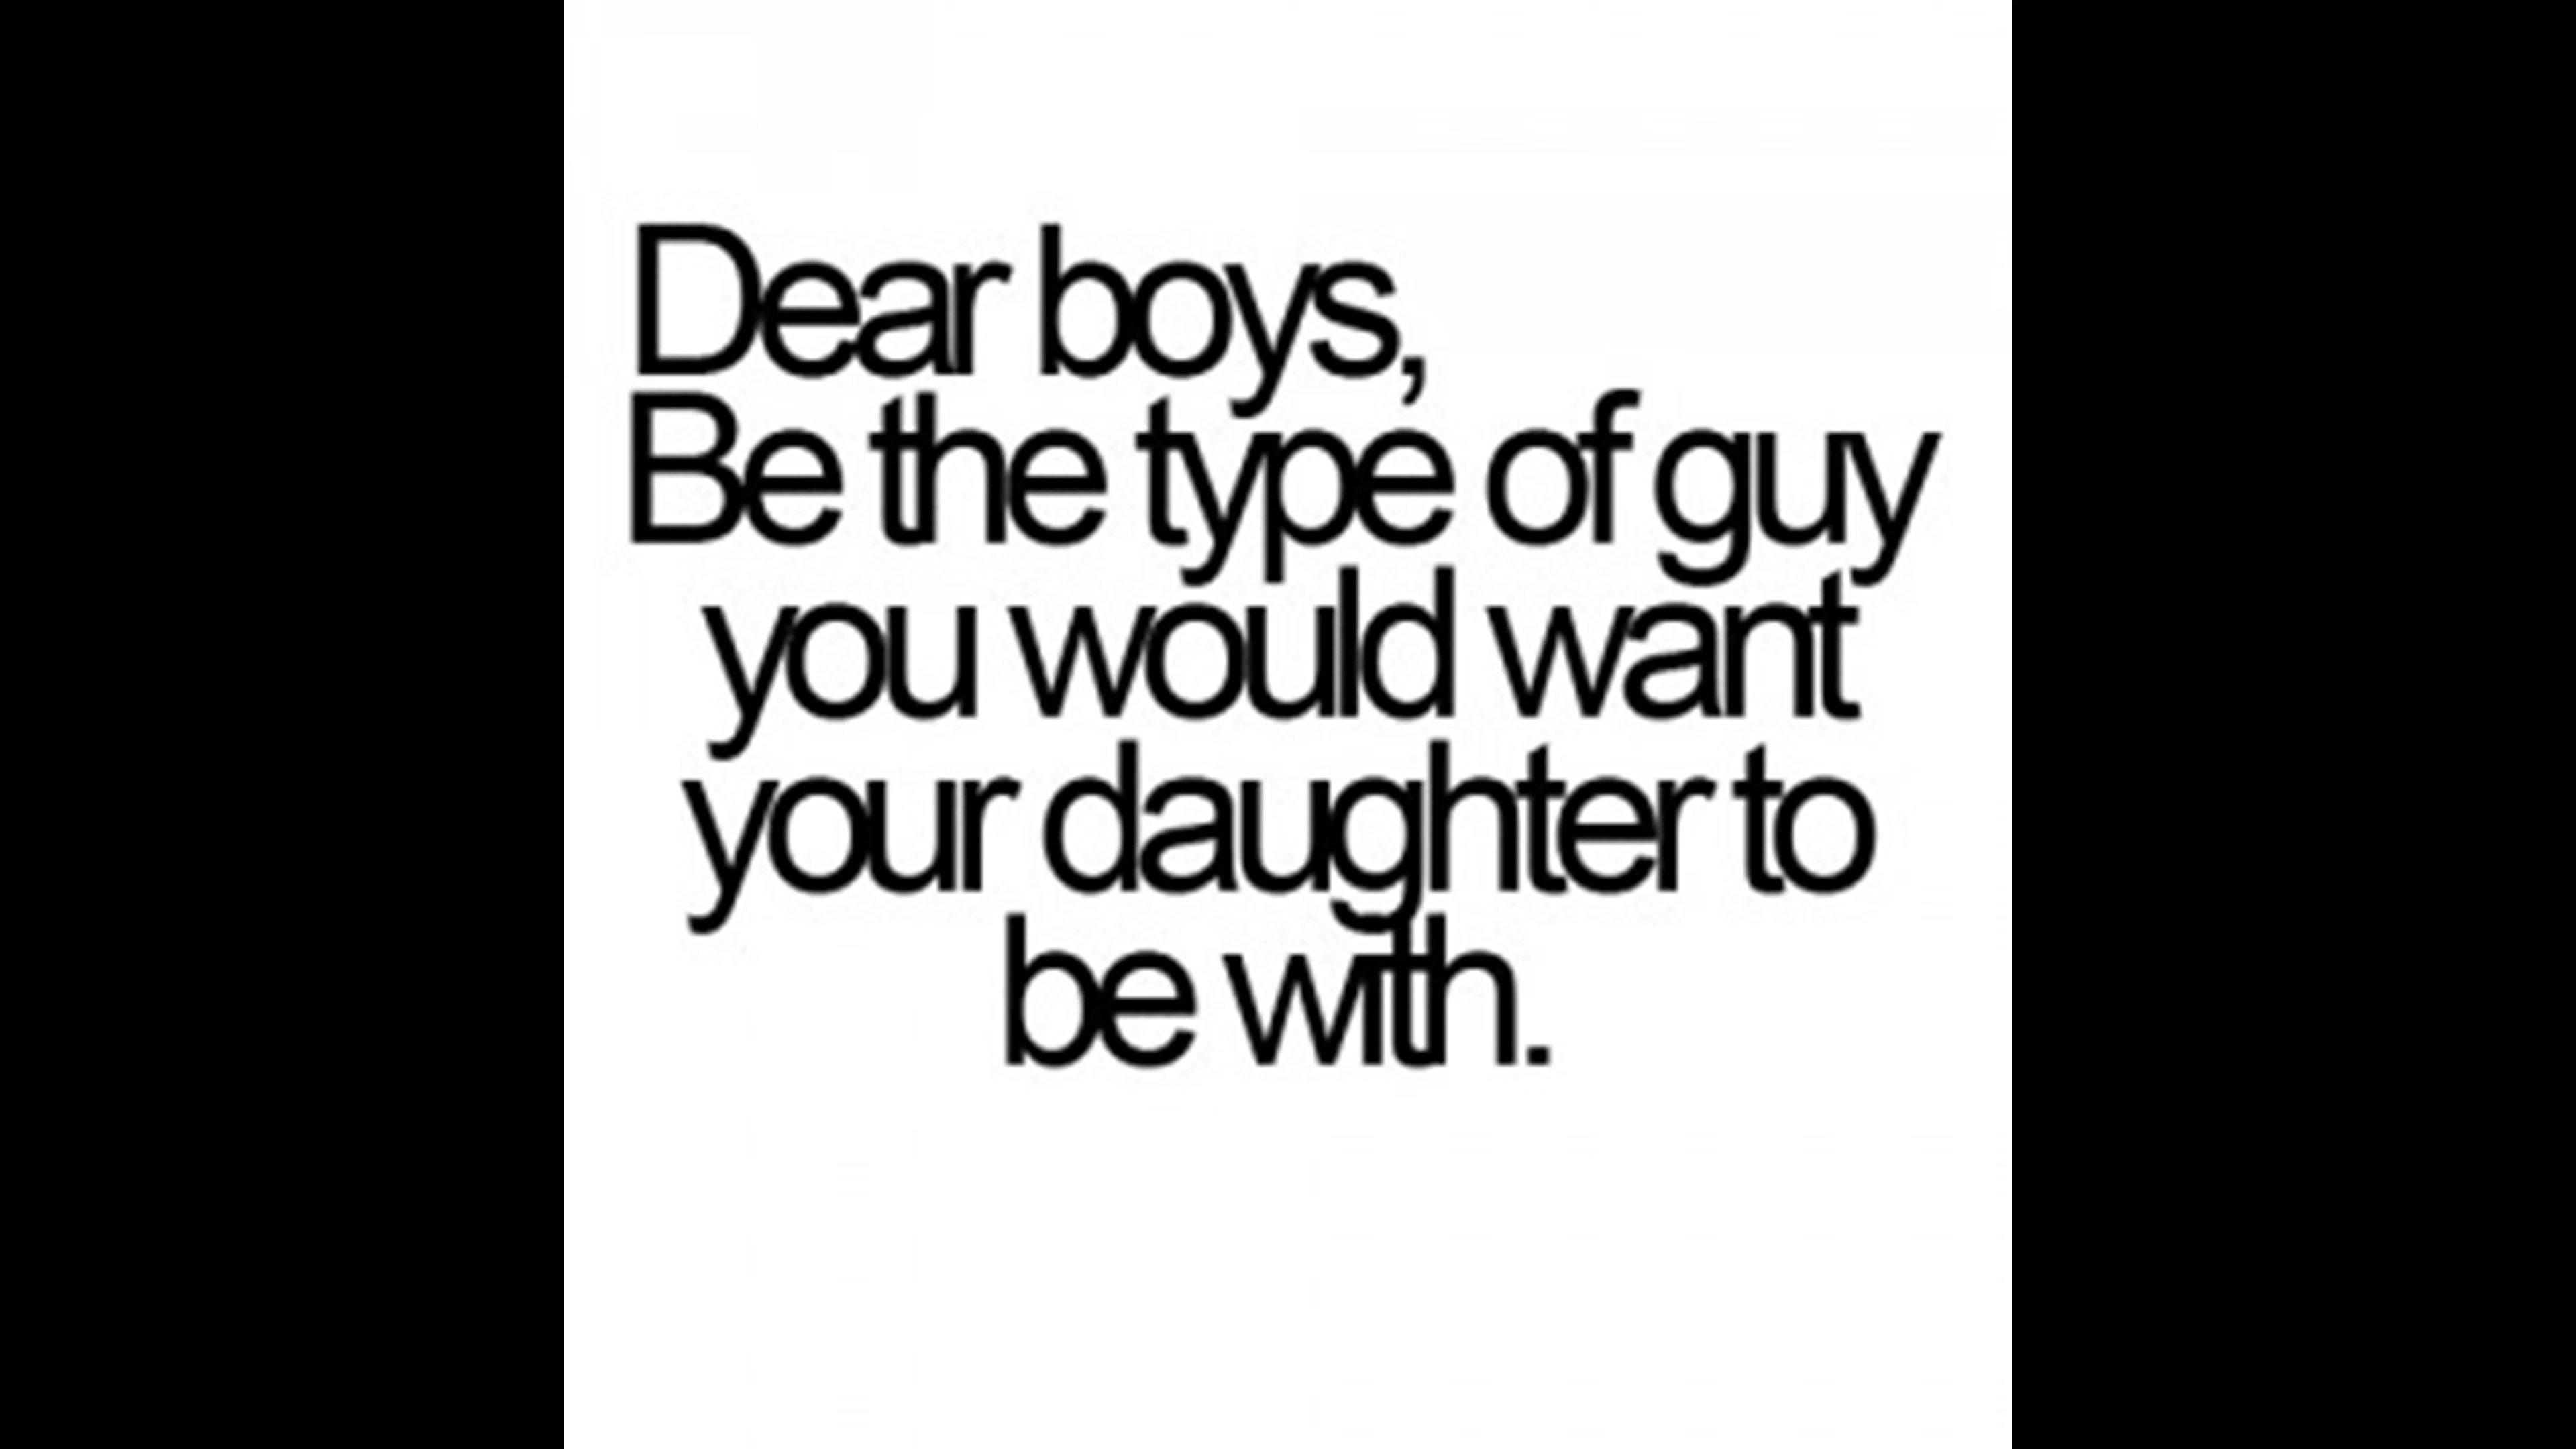 Dear boys,
Be the type of guy
you would want
your daughter to
be with.